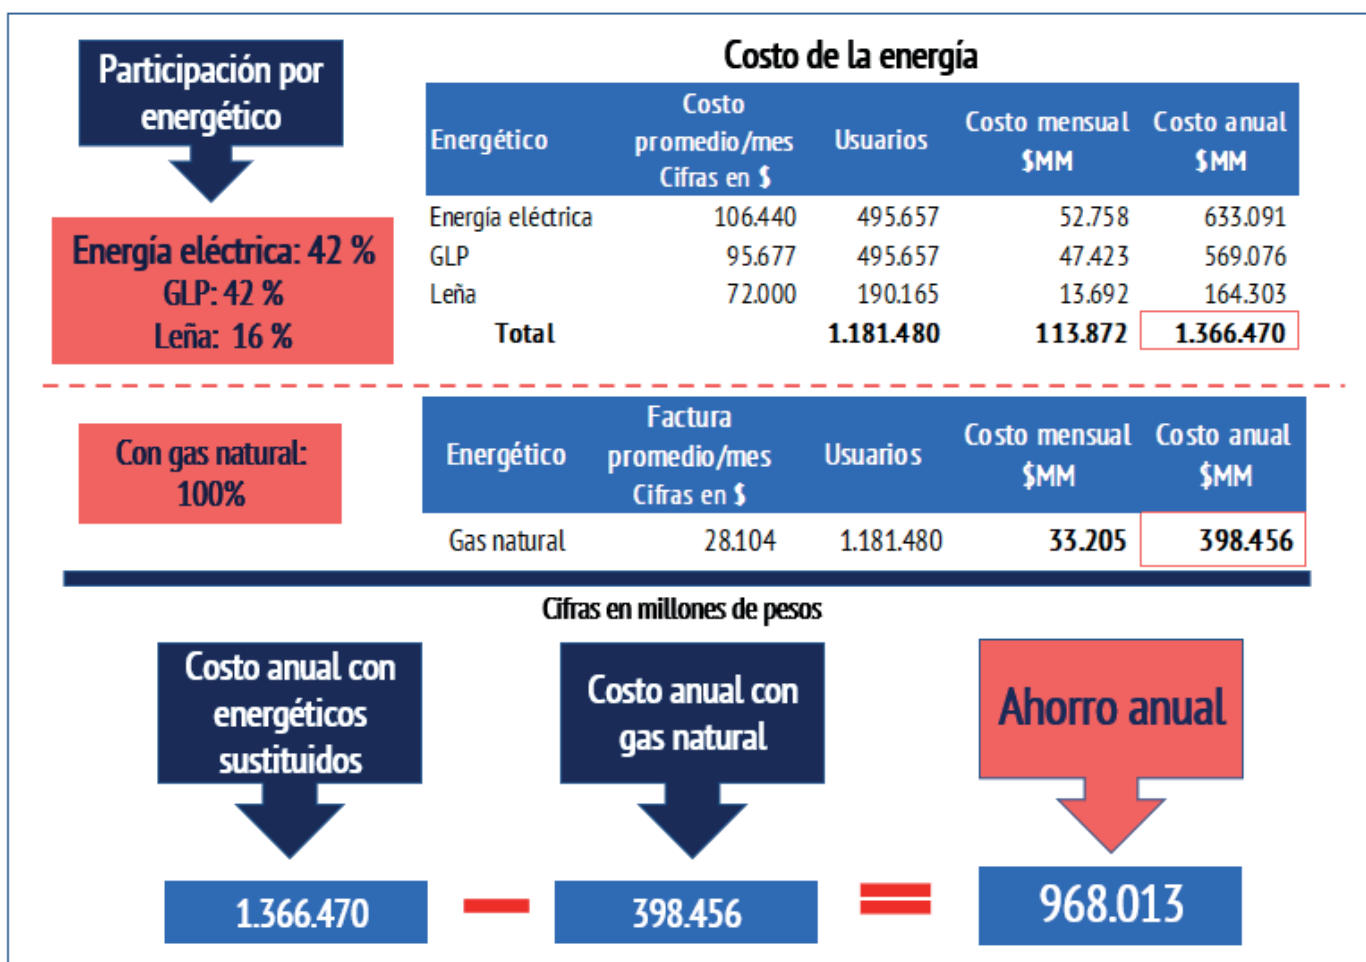 Participación por
energético
Energía eléctrica: 42 %
GLP: 42 %
Leña: 16 %
Costo de la energía
Energético Costo promedio/mes Cifras en $ Usuarios Costo mensual $MM Costo anual $MM
Energía eléctrica 106.440 495.657 52.758 633.091
GLP 95.677 495.657 47.423 569.076
Leña 72.000 190.165 13.692 164.303
Total 1.181.480 113.872 1.366.470
Con gas natural:
100%
Energético Factura promedio/mes Cifras en $ Usuarios Costo mensual $MM Costo anual $MM
Gas natural 28.104 1.181.480 33.205 398.456
Cifras en millones de pesos
Costo anual con
energéticos
sustituidos
1.366.470
Costo anual con
gas natural
398.456
Ahorro anual
968.013